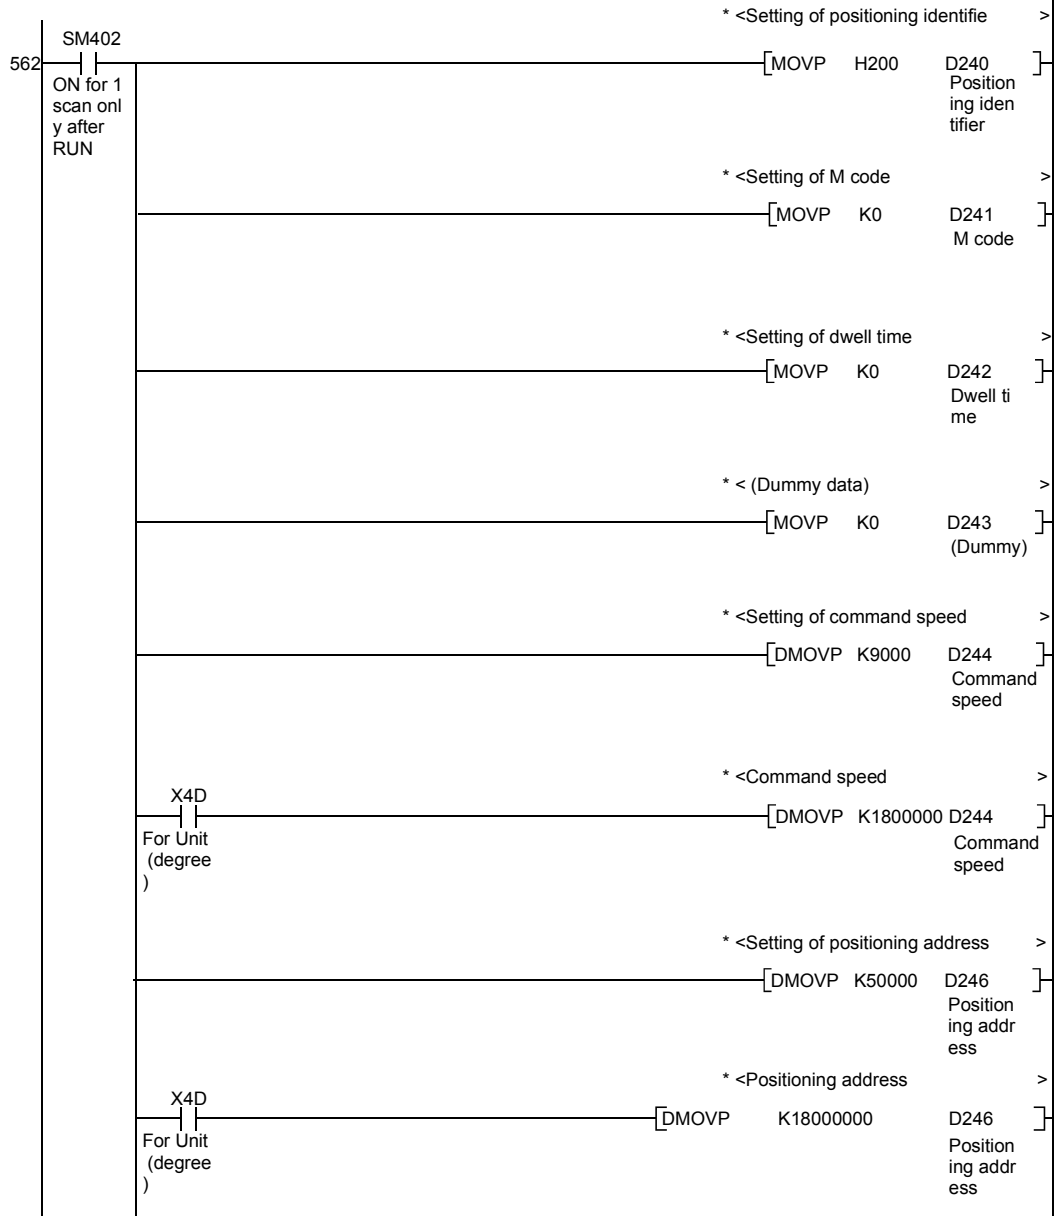 * <Setting of positioning identifie >
SM402
562
[MOVP H200 D240 ]
ON for 1
scan onl
y after
RUN
Position
ing iden
tifier
* <Setting of M code >
[MOVP K0 D241 ]
M code
* <Setting of dwell time >
[MOVP K0 D242 ]
Dwell ti
me
* < (Dummy data) >
[MOVP K0 D243 ]
(Dummy)
* <Setting of command speed >
[DMOVP K9000 D244 ]
Command
speed
* <Command speed >
X4D
[DMOVP K1800000 D244 ]
For Unit
(degree
)
Command
speed
* <Setting of positioning address >
[DMOVP K50000 D246 ]
Position
ing addr
ess
* <Positioning address >
X4D
[DMOVP K18000000 D246 ]
For Unit
(degree
)
Position
ing addr
ess